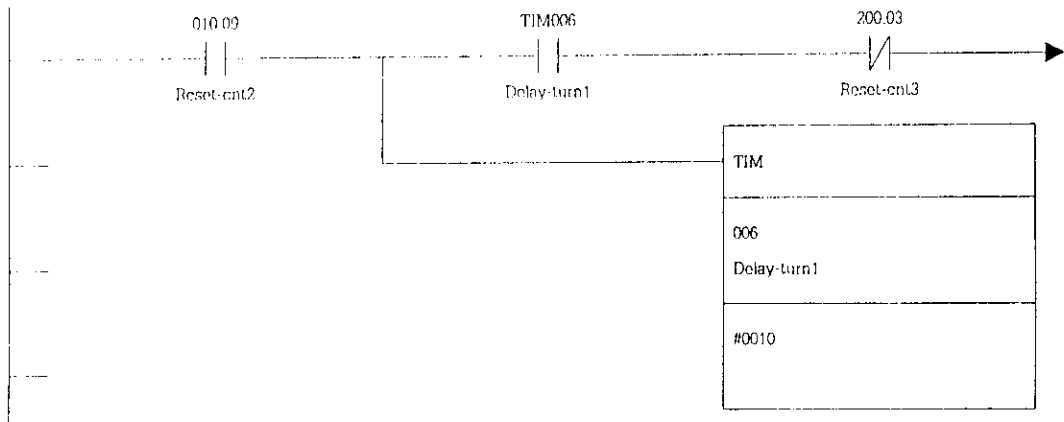 010.09
TIM006
200.03
Reset-cnt2
Delay-turn1
Reset-cnt3
TIM
006
Delay-turn1
#0010